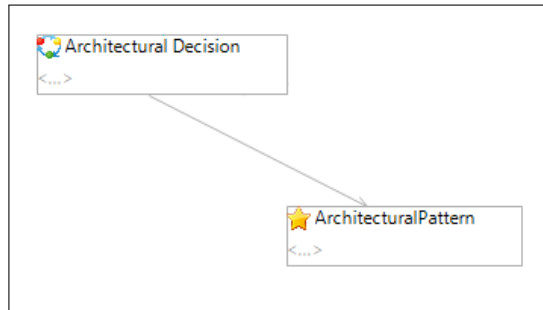 Architectural Decision
<...>
ArchitecturalPattern
<...>